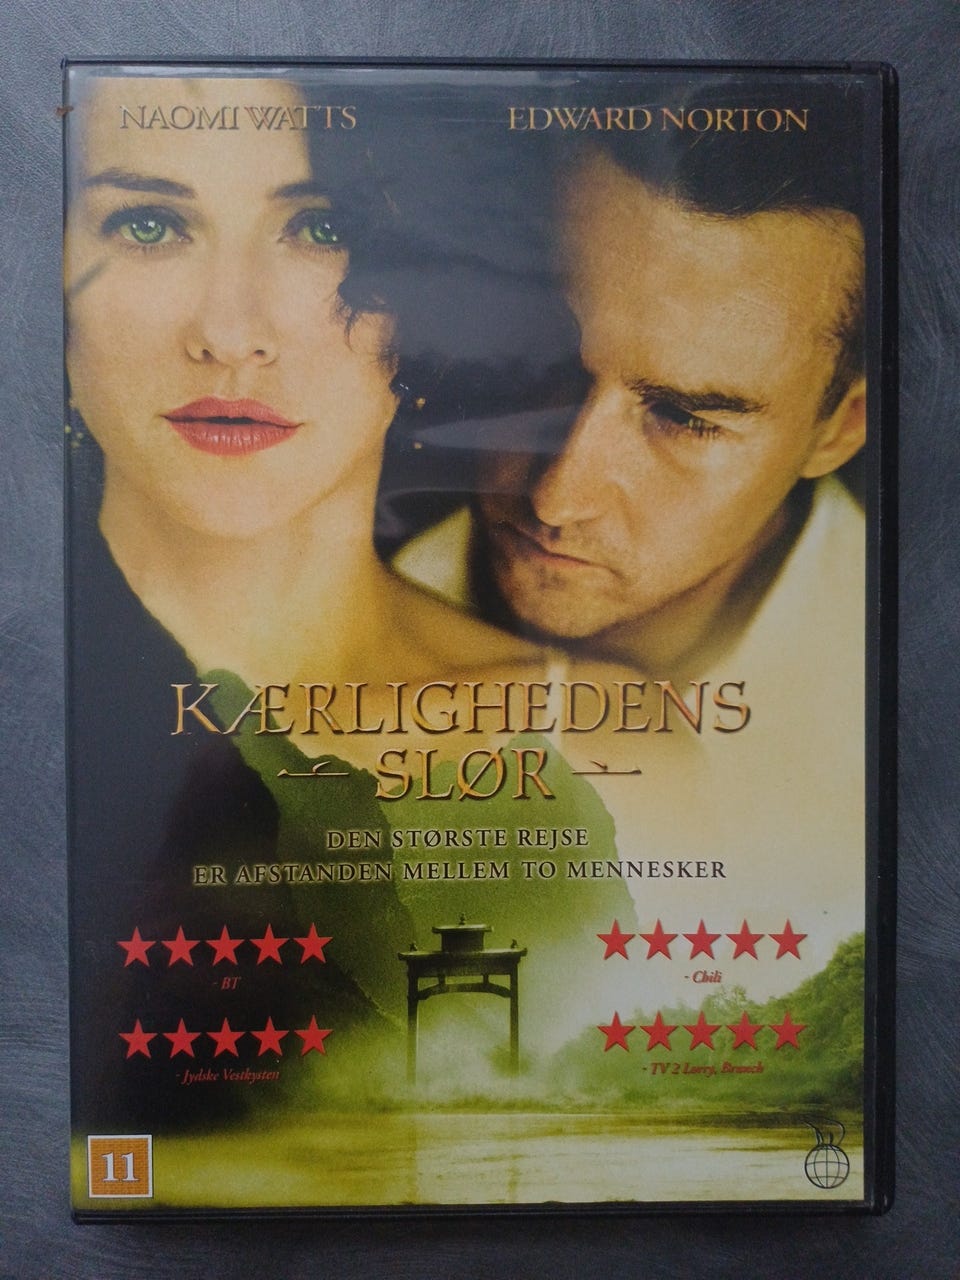 NAOMI WATTS
EDWARD NORTON
KÆRLIGHEDENS
SLØR
DEN STØRSTE REJSE
ER AFSTANDEN MELLEM TO MENNESKER
- BT
- Chili
- Jydske Vestkysten
- TV 2 Lorry, Brunch
11